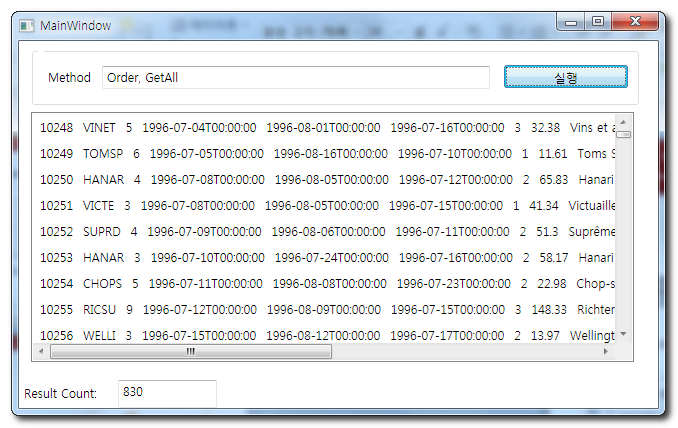 MainWindow
Method Order, GetAll 실행
10248 VINET 5 1996-07-04T00:00:00 1996-08-01T00:00:00 1996-07-16T00:00:00 3 32.38 Vins et a
10249 TOMSP 6 1996-07-05T00:00:00 1996-08-16T00:00:00 1996-07-10T00:00:00 1 11.61 Toms S
10250 HANAR 4 1996-07-08T00:00:00 1996-08-05T00:00:00 1996-07-12T00:00:00 2 65.83 Hanari
10251 VICTE 3 1996-07-08T00:00:00 1996-08-05T00:00:00 1996-07-15T00:00:00 1 41.34 Victuaille
10252 SUPRD 4 1996-07-09T00:00:00 1996-08-06T00:00:00 1996-07-11T00:00:00 2 51.3 Suprême
10253 HANAR 3 1996-07-10T00:00:00 1996-07-24T00:00:00 1996-07-16T00:00:00 2 58.17 Hanari
10254 CHOPS 5 1996-07-11T00:00:00 1996-08-08T00:00:00 1996-07-23T00:00:00 2 22.98 Chop-s
10255 RICSU 9 1996-07-12T00:00:00 1996-08-09T00:00:00 1996-07-15T00:00:00 3 148.33 Richter
10256 WELLI 3 1996-07-15T00:00:00 1996-08-12T00:00:00 1996-07-17T00:00:00 2 13.97 Wellingt
Result Count: 830